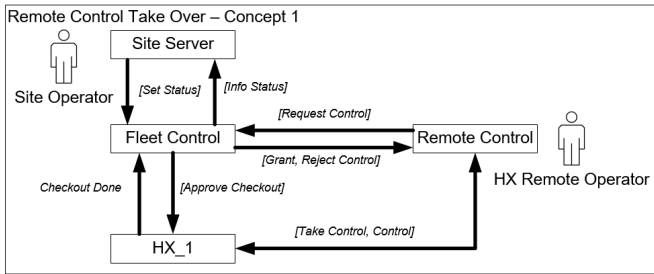 Remote Control Take Over – Concept 1
Site Server
Site Operator
[Set Status]
[Info Status]
[Request Control]
Fleet Control
Remote Control
[Grant, Reject Control]
HX Remote Operator
Checkout Done
[Approve Checkout]
[Take Control, Control]
HX_1